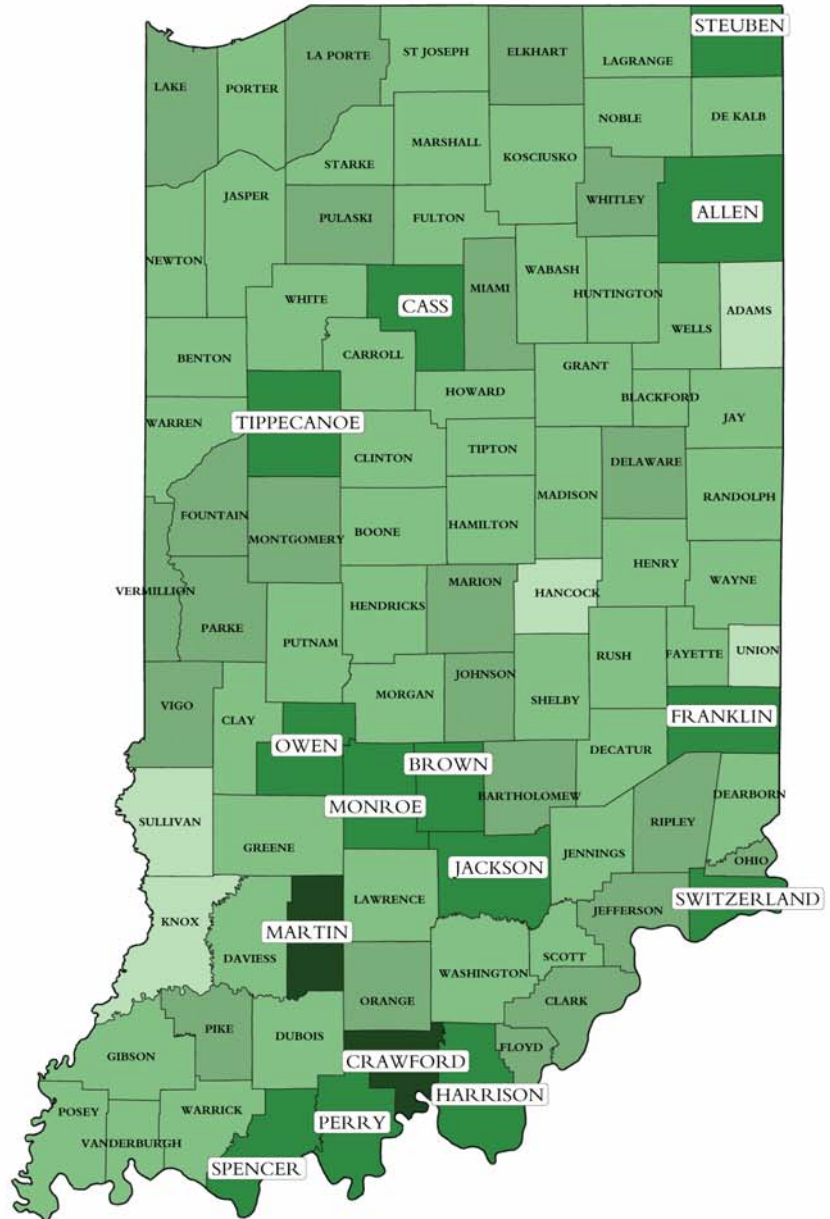 STEUBEN
LAKE
PORTER
LA PORTE
ST JOSEPH
ELKHART
LAGRANGE
NOBLE
DE KALB
STARKE
MARSHALL
KOSCIUSKO
JASPER
PULASKI
FULTON
WHITLEY
ALLEN
NEWTON
WHITE
CASS
MIAMI
WABASH
HUNTINGTON
WELLS
ADAMS
BENTON
CARROLL
HOWARD
GRANT
BLACKFORD
JAY
WARREN
TIPPECANOE
CLINTON
TIPTON
MADISON
DELAWARE
RANDOLPH
FOUNTAIN
MONTGOMERY
BOONE
HAMILTON
VERMILLION
PARKE
PUTNAM
HENDRICKS
MARION
HANCOCK
HENRY
WAYNE
VIGO
CLAY
MORGAN
JOHNSON
SHELBY
RUSH
FAYETTE
UNION
OWEN
BROWN
FRANKLIN
DECATUR
SULLIVAN
GREENE
MONROE
BARTHOLOMEW
JENNINGS
RIPLEY
DEARBORN
OHIO
KNOX
DAVIESS
MARTIN
LAWRENCE
JACKSON
JEFFERSON
SWITZERLAND
WASHINGTON
SCOTT
CLARK
ORANGE
GIBSON
PIKE
DUBOIS
CRAWFORD
FLOYD
HARRISON
POSEY
VANDERBURGH
WARRICK
SPENCER
PERRY